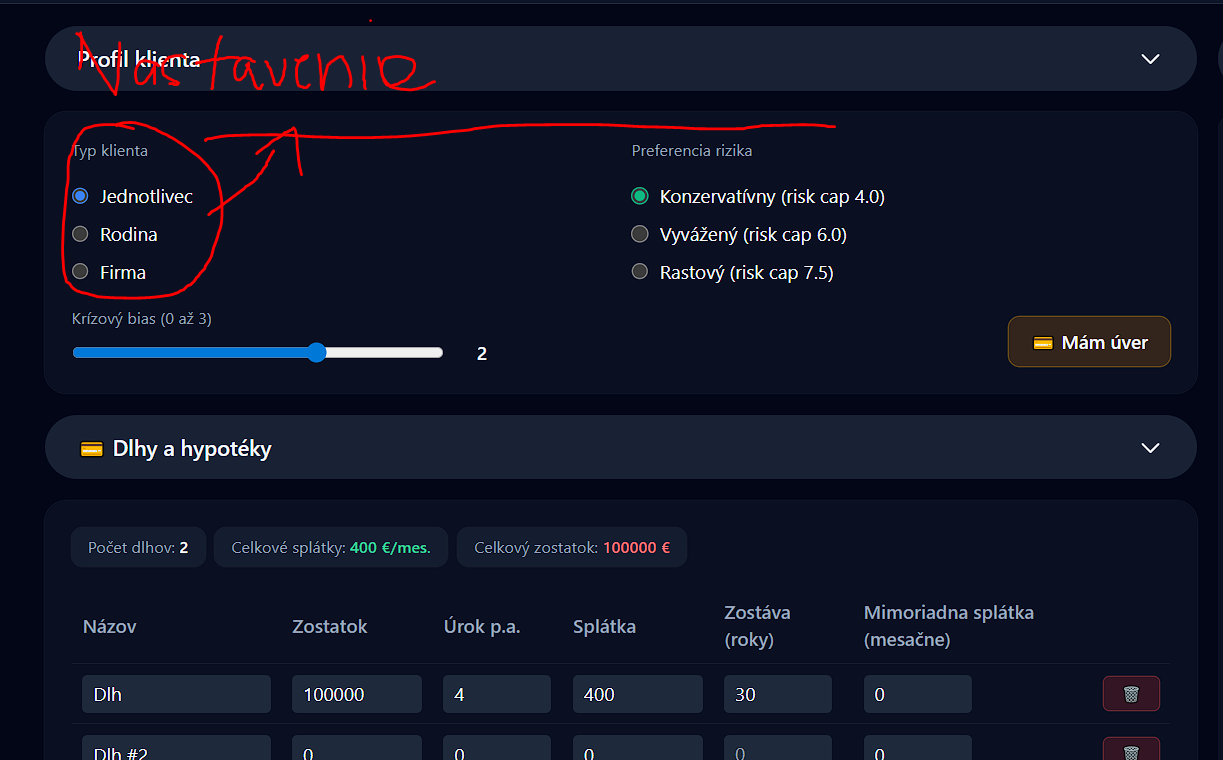 Profil klienta
Nastavenie
Typ klienta
Jednotlivec
Rodina
Firma
Preferencia rizika
Konzervatívny (risk cap 4.0)
Vyvážený (risk cap 6.0)
Rastový (risk cap 7.5)
Krízový bias (0 až 3)
2
Mám úver
Dlhy a hypotéky
Počet dlhov: 2
Celkové splátky: 400 €/mes.
Celkový zostatok: 100000 €
Názov Zostatok Úrok p.a. Splátka Zostáva (roky) Mimoriadna splátka (mesačne)
Dlh 100000 4 400 30 0
Dlh #2 0 0 0 0 0